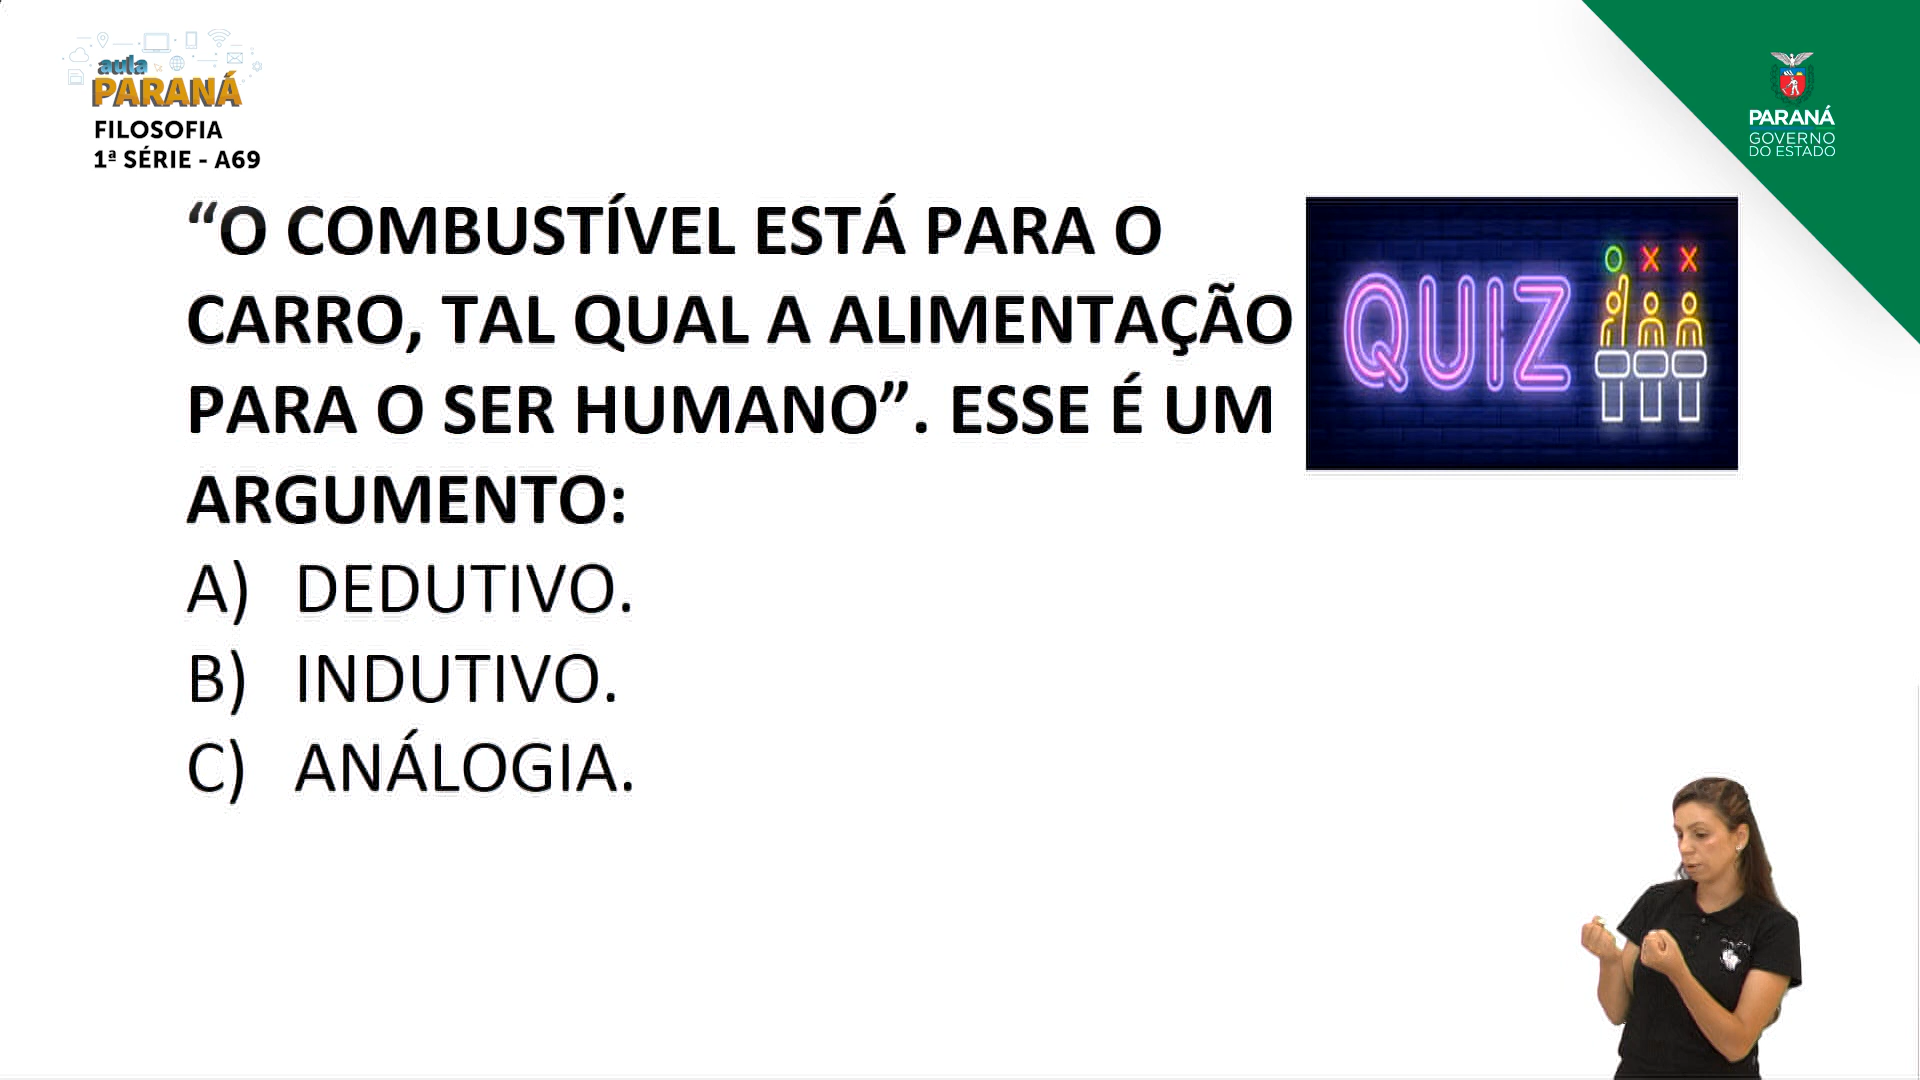 aula
PARANÁ
FILOSOFIA
1ª SÉRIE - A69
PARANÁ
GOVERNO
DO ESTADO
“O COMBUSTÍVEL ESTÁ PARA O
CARRO, TAL QUAL A ALIMENTAÇÃO
PARA O SER HUMANO”. ESSE É UM
ARGUMENTO:
A) DEDUTIVO.
B) INDUTIVO.
C) ANÁLOGIA.
QUIZ